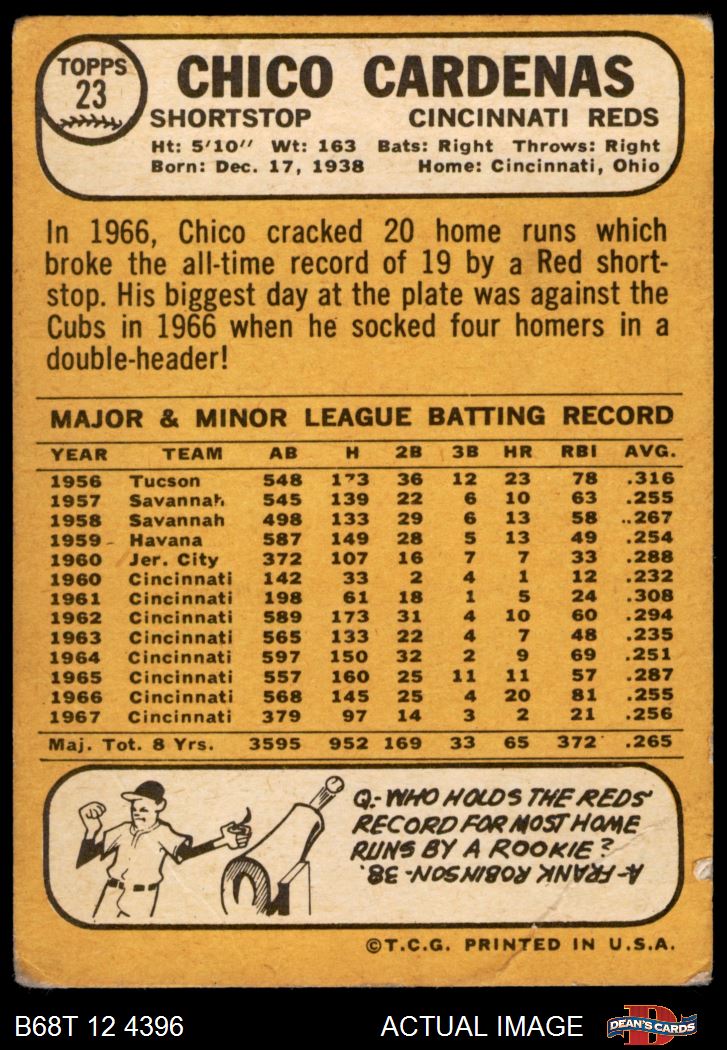 TOPPS
23
CHICO CARDENAS
SHORTSTOP CINCINNATI REDS
Ht: 5'10" Wt: 163 Bats: Right Throws: Right
Born: Dec. 17, 1938 Home: Cincinnati, Ohio
In 1966, Chico cracked 20 home runs which
broke the all-time record of 19 by a Red short-
stop. His biggest day at the plate was against the
Cubs in 1966 when he socked four homers in a
double-header!
MAJOR & MINOR LEAGUE BATTING RECORD
YEAR TEAM AB H 2B 3B HR RBI AVG.
1956 Tucson 548 173 36 12 23 78 .316
1957 Savannah 545 139 22 6 10 63 .255
1958 Savannah 498 133 29 6 13 58 .267
1959 Havana 587 149 28 5 13 49 .254
1960 Jer. City 372 107 16 7 7 33 .288
1960 Cincinnati 142 33 2 4 1 12 .232
1961 Cincinnati 198 61 18 1 5 24 .308
1962 Cincinnati 589 173 31 4 10 60 .294
1963 Cincinnati 565 133 22 4 7 48 .235
1964 Cincinnati 597 150 32 2 9 69 .251
1965 Cincinnati 557 160 25 11 11 57 .287
1966 Cincinnati 568 145 25 4 20 81 .255
1967 Cincinnati 379 97 14 3 2 21 .256
Maj. Tot. 8 Yrs. 3595 952 169 33 65 372 .265
Q:- WHO HOLDS THE REDS'
RECORD FOR MOST HOME
RUNS BY A ROOKIE?
A-FRANK ROBINSON-38.
©T.C.G. PRINTED IN U.S.A.
B68T 12 4396 ACTUAL IMAGE
D
DEAN'S CARDS